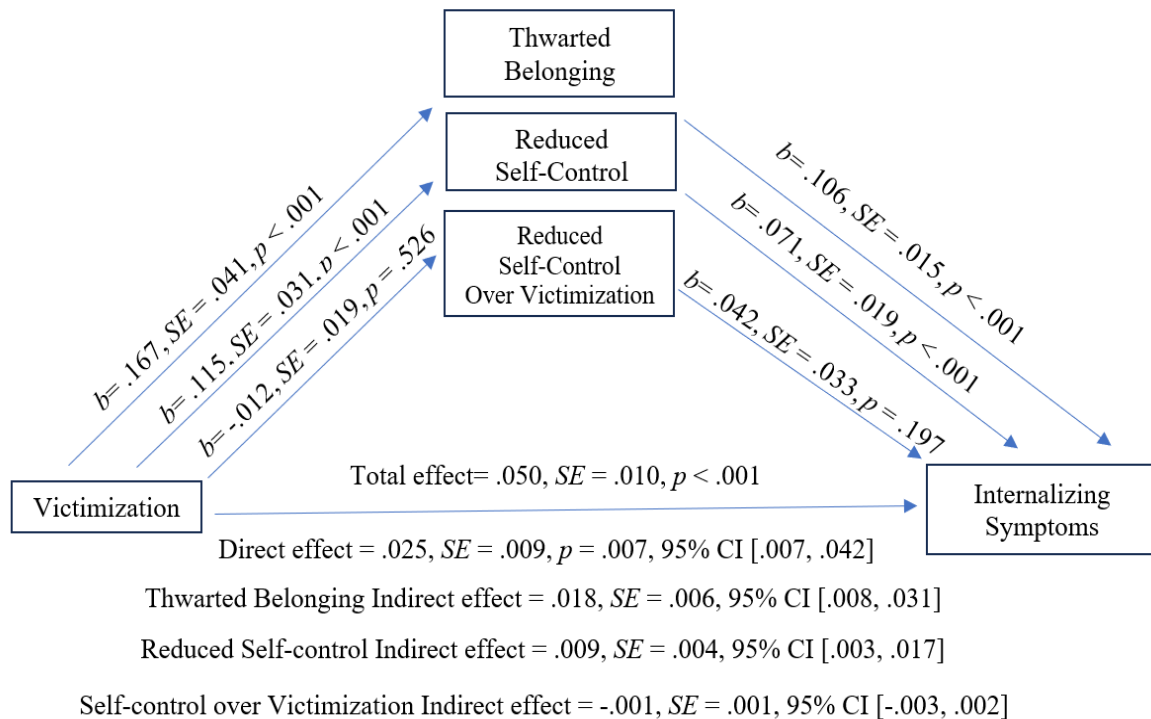 Thwarted
Belonging
Reduced
Self-Control
Reduced
Self-Control
Over Victimization
b= .167, SE = .041, p < .001
b= .115, SE = .031, p < .001
b= -.012, SE = .019, p = .526
b= .106, SE = .015, p < .001
b= .071, SE = .019, p < .001
b= .042, SE = .033, p = .197
Victimization
Total effect= .050, SE = .010, p < .001
Internalizing
Symptoms
Direct effect = .025, SE = .009, p = .007, 95% CI [.007, .042]
Thwarted Belonging Indirect effect = .018, SE = .006, 95% CI [.008, .031]
Reduced Self-control Indirect effect = .009, SE = .004, 95% CI [.003, .017]
Self-control over Victimization Indirect effect = -.001, SE = .001, 95% CI [-.003, .002]